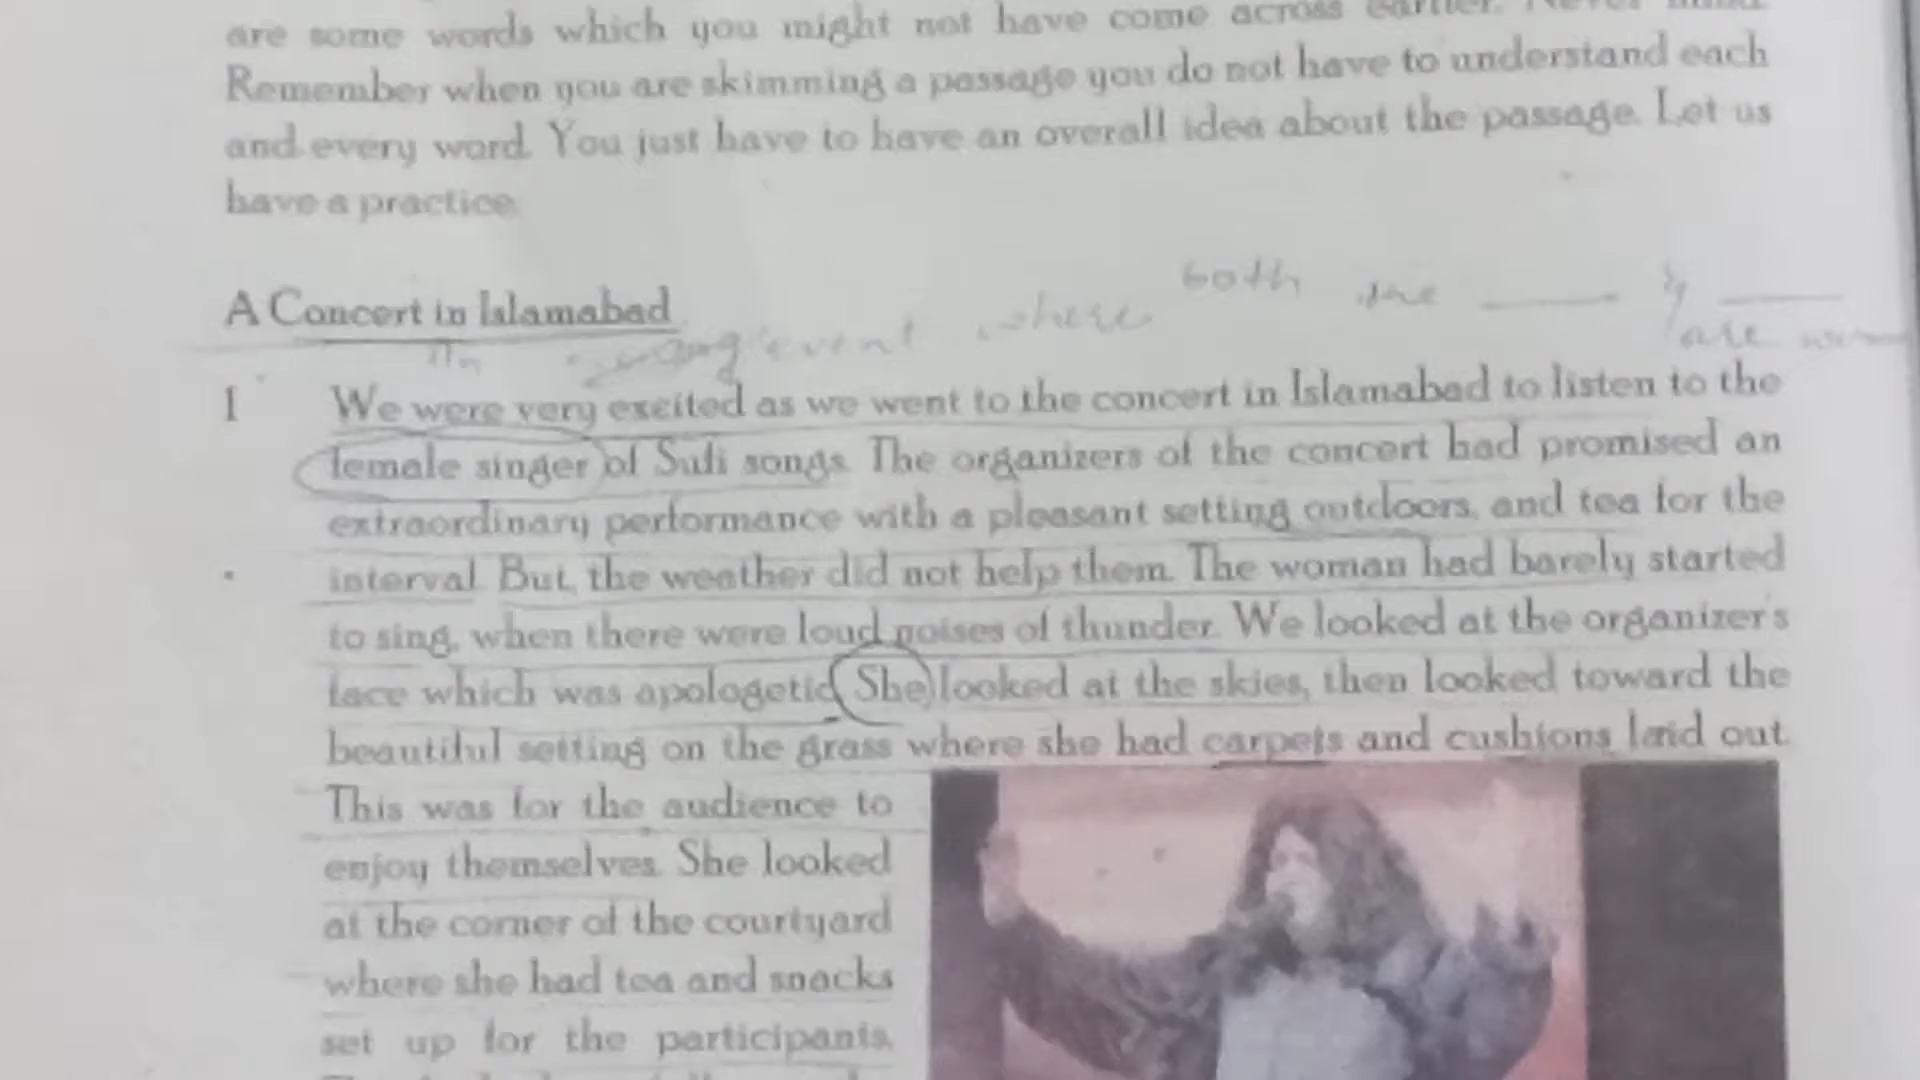 are some words which you might not have come across earlier. Never mind.
Remember when you are skimming a passage you do not have to understand each
and every word. You just have to have an overall idea about the passage. Let us
have a practice.
both the
A Concert in Islamabad
event where
are
1 We were very excited as we went to the concert in Islamabad to listen to the
female singer of Sufi songs. The organizers of the concert had promised an
extraordinary performance with a pleasant setting outdoors, and tea for the
interval. But, the weather did not help them. The woman had barely started
to sing, when there were loud noises of thunder. We looked at the organizer's
face which was apologetic. She looked at the skies, then looked toward the
beautiful setting on the grass where she had carpets and cushions laid out.
This was for the audience to
enjoy themselves. She looked
at the corner of the courtyard
where she had tea and snacks
set up for the participants.